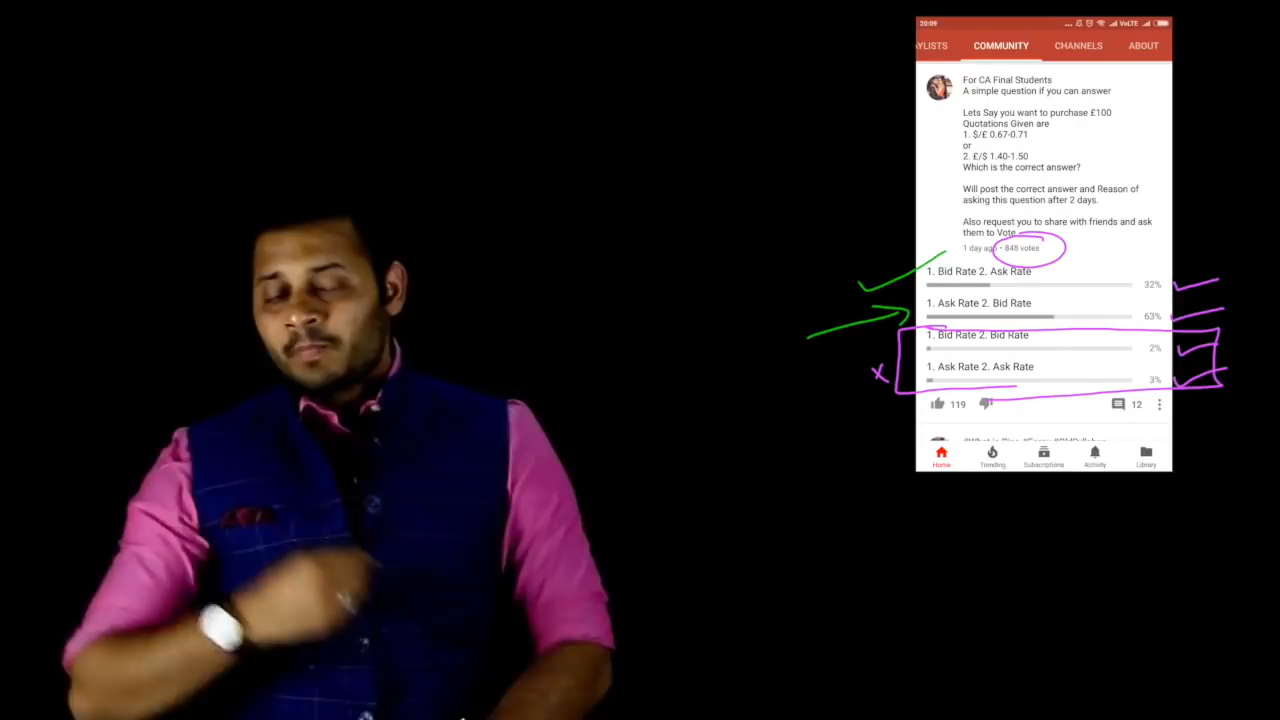 20:09
VoLTE
AYLISTS COMMUNITY CHANNELS ABOUT
For CA Final Students
A simple question if you can answer
Lets Say you want to purchase £100
Quotations Given are
1. $/£ 0.67-0.71
or
2. £/$ 1.40-1.50
Which is the correct answer?
Will post the correct answer and Reason of
asking this question after 2 days.
Also request you to share with friends and ask
them to Vote
1 day ago • 848 votes
1. Bid Rate 2. Ask Rate
32%
1. Ask Rate 2. Bid Rate
63%
1. Bid Rate 2. Bid Rate
2%
x
1. Ask Rate 2. Ask Rate
3%
119 12
Home Trending Subscriptions Activity Library